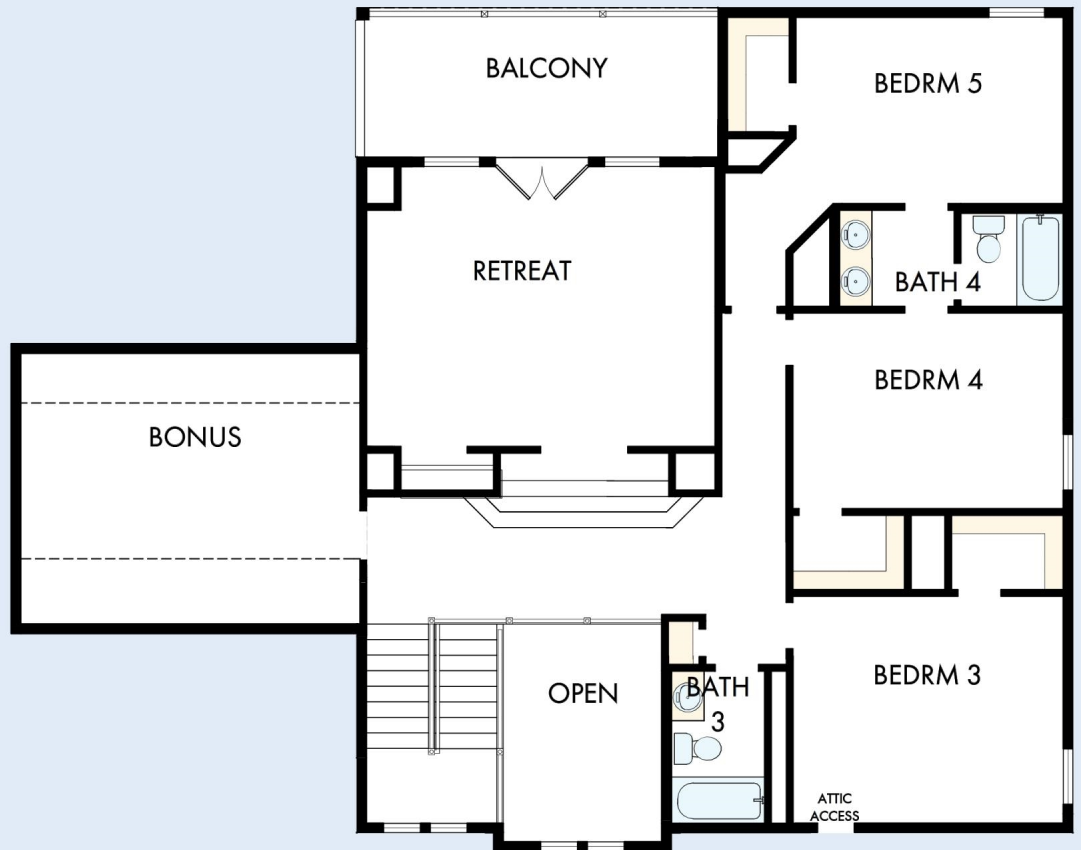 BALCONY
BEDRM 5
RETREAT
BATH 4
BEDRM 4
BONUS
BEDRM 3
OPEN
BATH
3
ATTIC
ACCESS